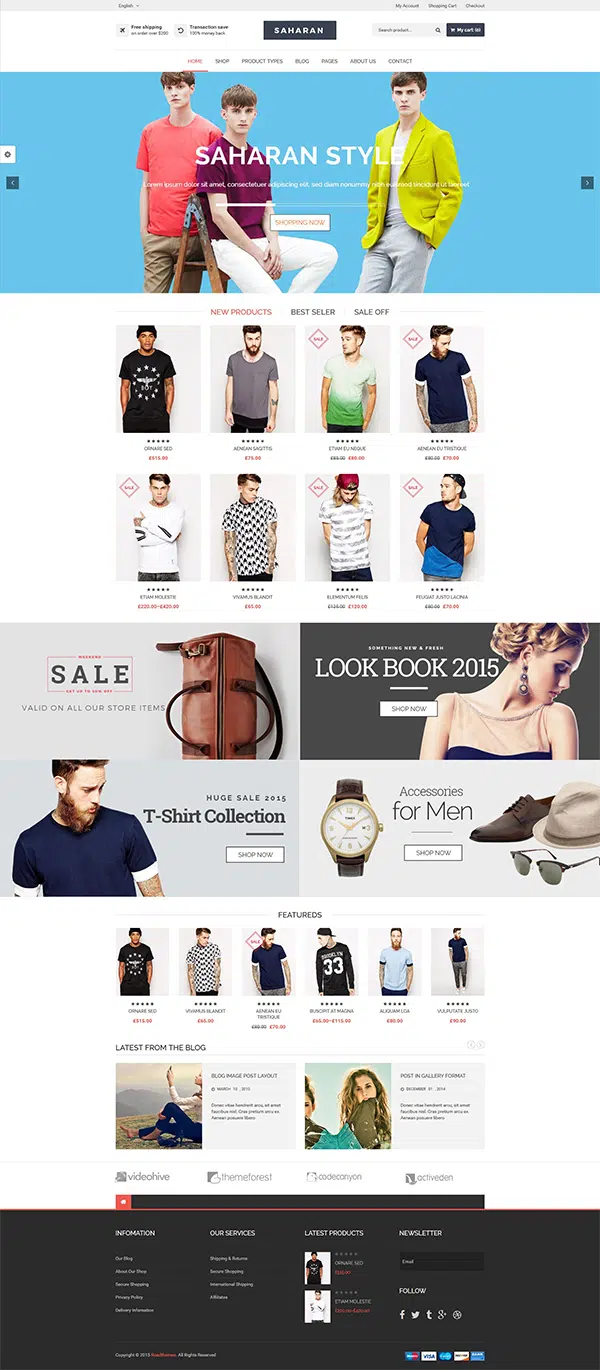 English
My Account Shopping Cart Checkout
Free shipping
on order over $200
Transaction save
100% money back
SAHARAN
Search product...
My cart (0)
HOME SHOP PRODUCT TYPES BLOG PAGES ABOUT US CONTACT
SAHARAN STYLE
Lorem ipsum dolor sit amet, consectetuer adipiscing elit, sed diam nonummy nibh euismod tincidunt ut laoreet
SHOPPING NOW
NEW PRODUCTS BEST SELER SALE OFF
BOY
SALE
SALE
ORNARE SED
£515.00
AENEAN SAGITTIS
£75.00
ETIAM EU NEQUE
£88.00 £80.00
AENEAN EU TRISTIQUE
£80.00 £70.00
SALE
SALE
ETIAM MOLESTIE
£220.00–£420.00
VIVAMUS BLANDIT
£65.00
ELEMENTUM FELIS
£125.00 £120.00
FEUGIAT JUSTO LACINIA
£80.00 £70.00
WEEKEND
SALE
GET UP TO 50% OFF
VALID ON ALL OUR STORE ITEMS
SOMETHING NEW & FRESH
LOOK BOOK 2015
SHOP NOW
HUGE SALE 2015
T-Shirt Collection
SHOP NOW
TIMEX
Accessories
for Men
SHOP NOW
FEATUREDS
SALE
BROOKLYN
33
ORNARE SED
£515.00
VIVAMUS BLANDIT
£65.00
AENEAN EU
TRISTIQUE
£80.00 £70.00
BUSCIPIT AT MAGNA
£65.00–£115.00
ALIQUAM LOA
£80.00
VULPUTATE JUSTO
£90.00
LATEST FROM THE BLOG
BLOG IMAGE POST LAYOUT
MARCH 10, 2015
Donec vitae hendrerit arcu, sit amet
faucibus nisl. Cras pretium arcu ex.
Aenean posuere libero
POST IN GALLERY FORMAT
DECEMBER 01, 2014
Donec vitae hendrerit arcu, sit amet
faucibus nisl. Cras pretium arcu ex.
Aenean posuere libero
videohive
themeforest
codecanyon
activeden
INFOMATION
Our Blog
About Our Shop
Secure Shopping
Privacy Policy
Delivery Infomation
OUR SERVICES
Shipping & Returns
Secure Shopping
International Shipping
Affiliates
LATEST PRODUCTS
ORNARE SED
£515.00
ETIAM MOLESTIE
£220.00–£420.00
NEWSLETTER
Email
FOLLOW
Copyright © 2015 RoadThemes. All Rights Reserved
VISA